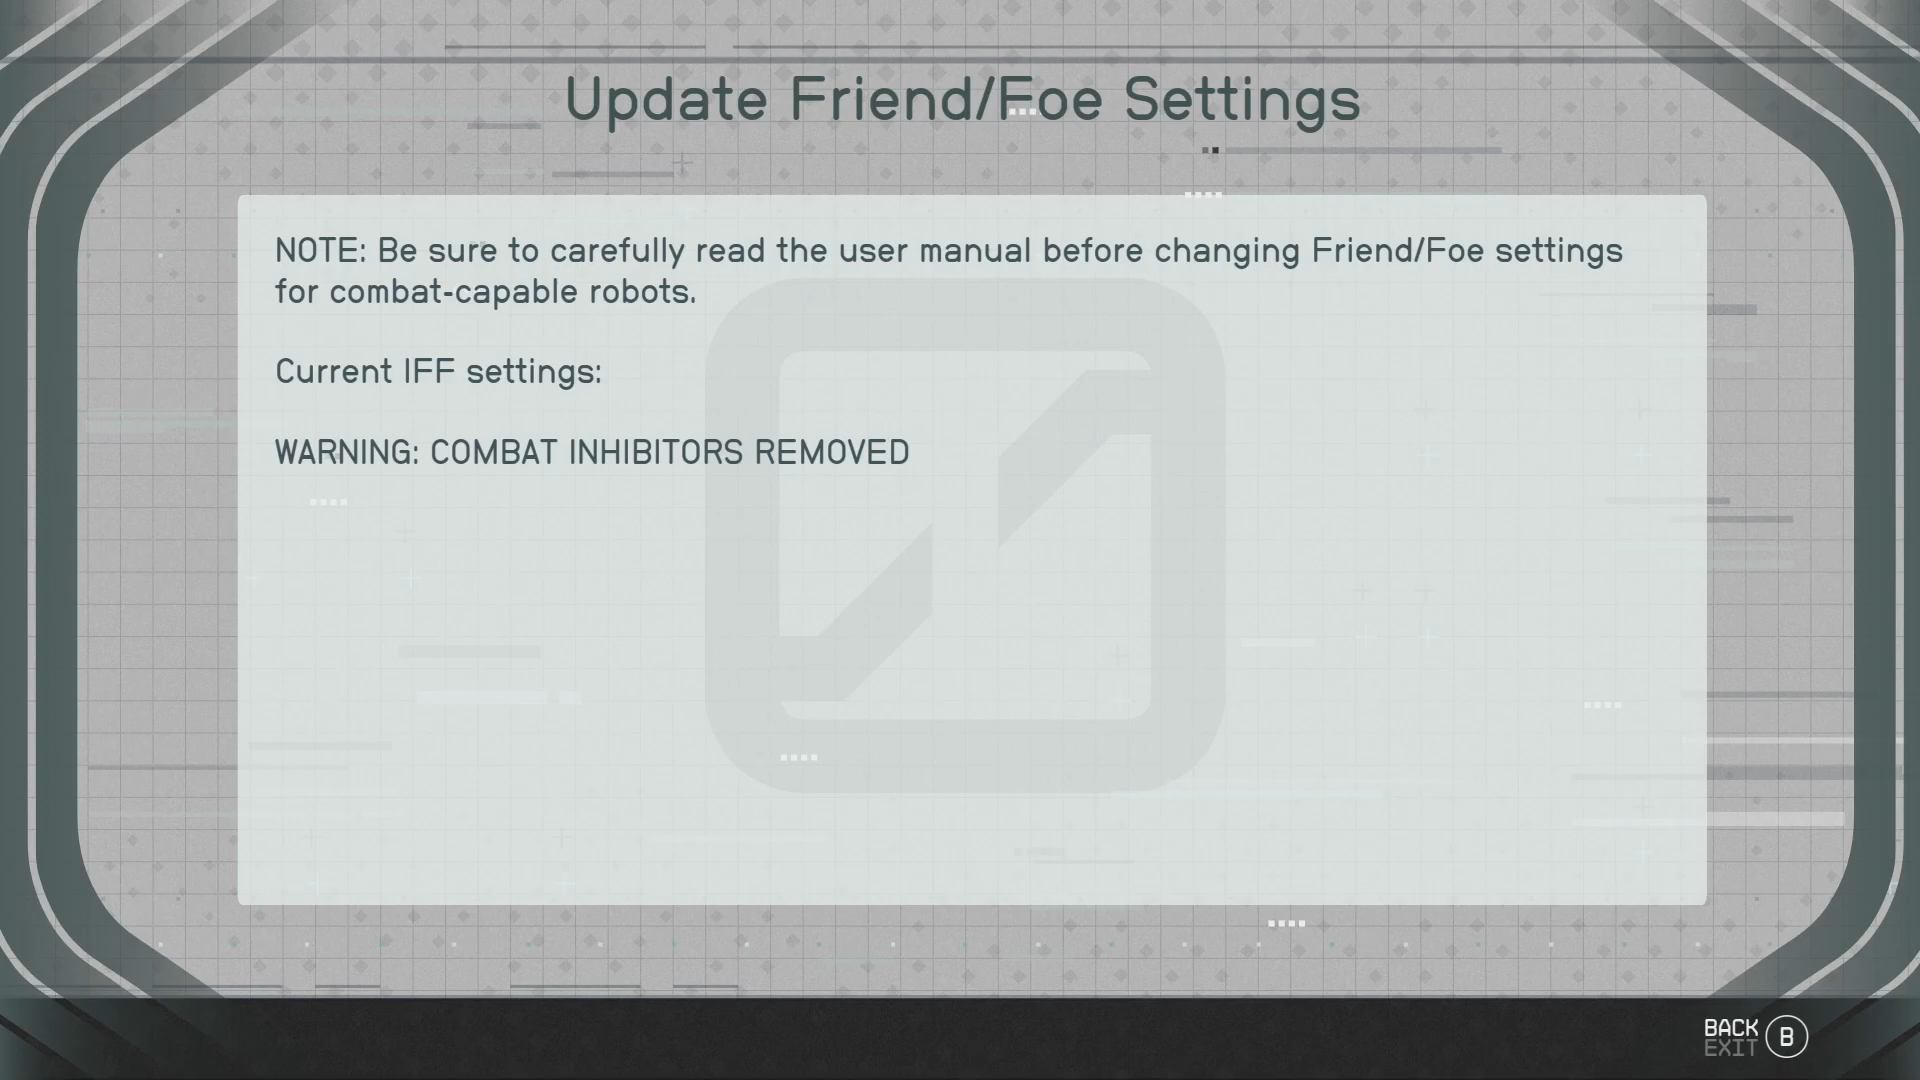 Update Friend/Foe Settings
NOTE: Be sure to carefully read the user manual before changing Friend/Foe settings
for combat-capable robots.
Current IFF settings:
WARNING: COMBAT INHIBITORS REMOVED
BACK
EXIT
B